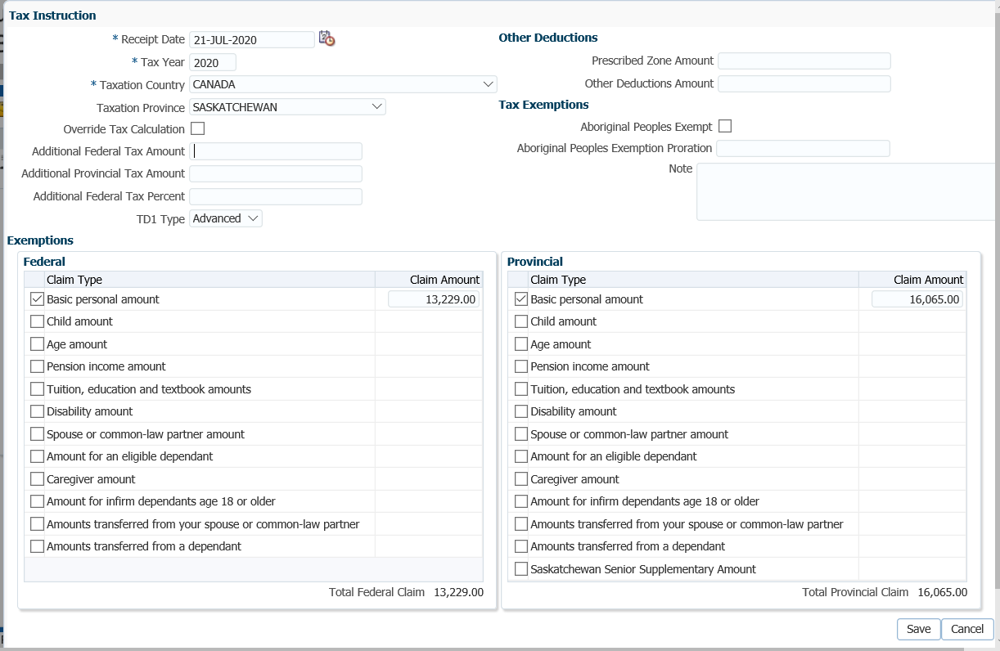 Tax Instruction
* Receipt Date 21-JUL-2020
* Tax Year 2020
* Taxation Country CANADA
Taxation Province SASKATCHEWAN
Override Tax Calculation
Additional Federal Tax Amount
Additional Provincial Tax Amount
Additional Federal Tax Percent
TD1 Type Advanced
Other Deductions
Prescribed Zone Amount
Other Deductions Amount
Tax Exemptions
Aboriginal Peoples Exempt
Aboriginal Peoples Exemption Proration
Note
Exemptions
Federal
Claim Type Claim Amount
Basic personal amount 13,229.00
Child amount
Age amount
Pension income amount
Tuition, education and textbook amounts
Disability amount
Spouse or common-law partner amount
Amount for an eligible dependant
Caregiver amount
Amount for infirm dependants age 18 or older
Amounts transferred from your spouse or common-law partner
Amounts transferred from a dependant
Total Federal Claim 13,229.00
Provincial
Claim Type Claim Amount
Basic personal amount 16,065.00
Child amount
Age amount
Pension income amount
Tuition, education and textbook amounts
Disability amount
Spouse or common-law partner amount
Amount for an eligible dependant
Caregiver amount
Amount for infirm dependants age 18 or older
Amounts transferred from your spouse or common-law partner
Amounts transferred from a dependant
Saskatchewan Senior Supplementary Amount
Total Provincial Claim 16,065.00
Save Cancel